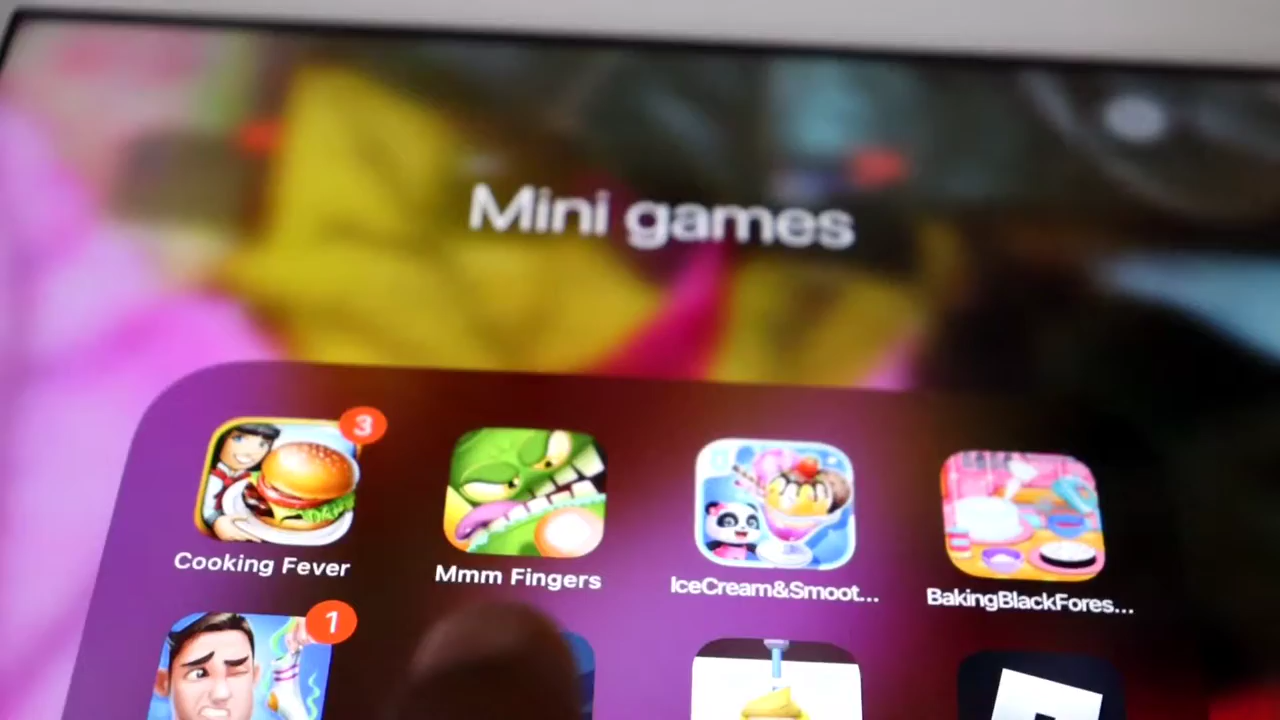 Mini games
3
Cooking Fever
Mmm Fingers
IceCream&Smoot...
BakingBlackFores...
1